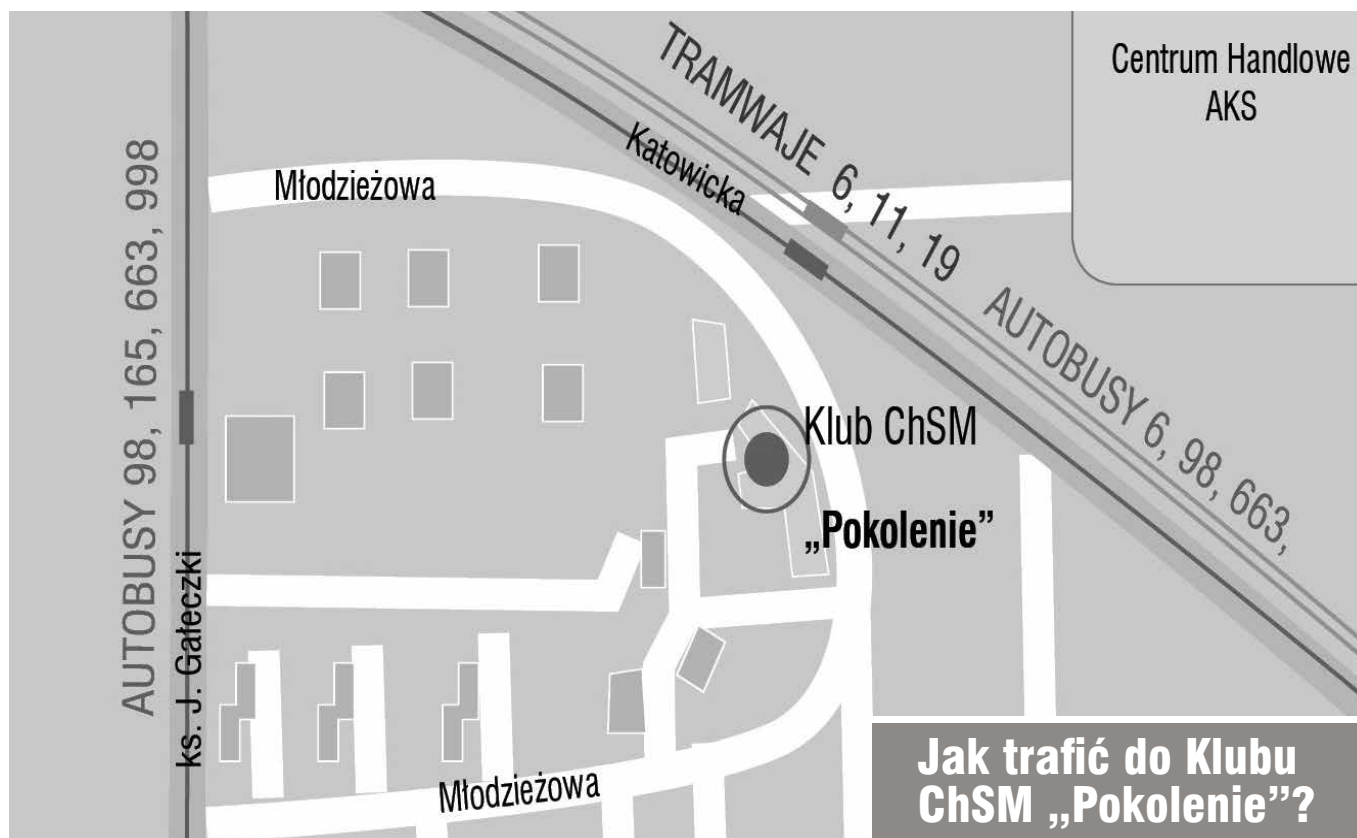 TRAMWAJE 6, 11, 19
AUTOBUSY 6, 98, 663,
Centrum Handlowe
AKS
Katowicka
Młodzieżowa
AUTOBUSY 98, 165, 663, 998
ks. J. Gałeczki
Klub ChSM
„Pokolenie”
Młodzieżowa
Jak trafić do Klubu
ChSM „Pokolenie”?